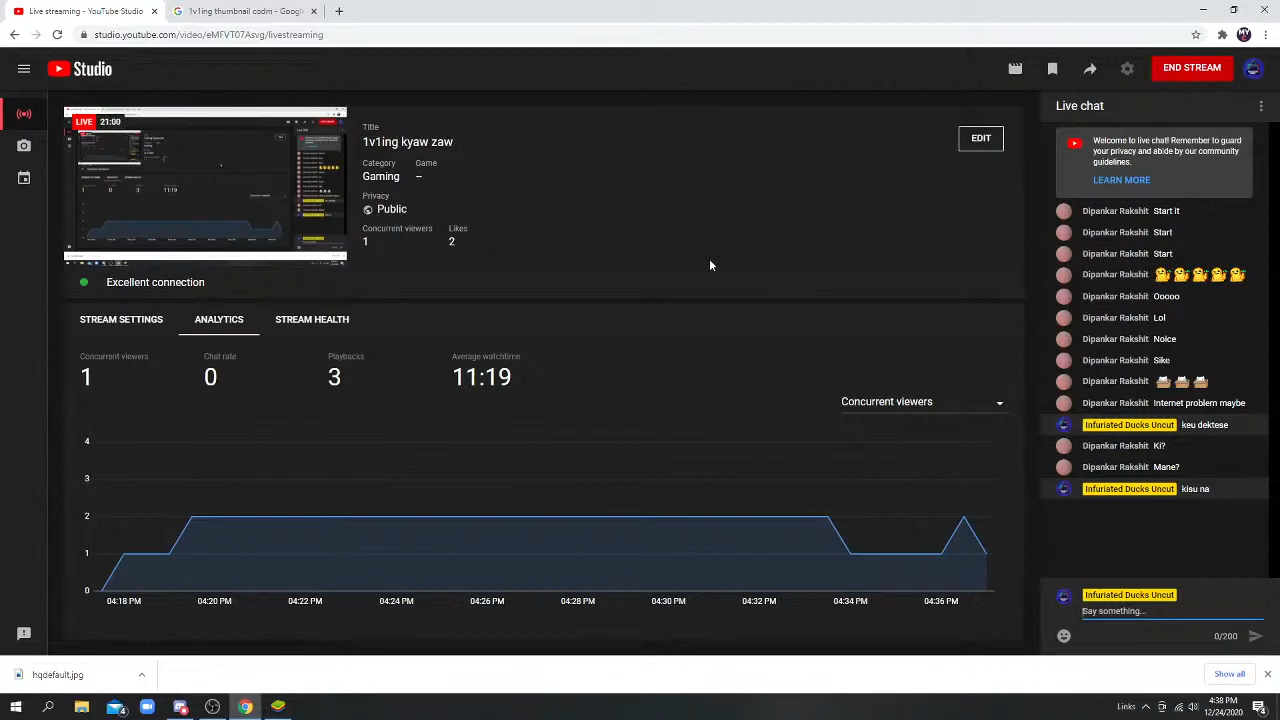 Live streaming - YouTube Studio
1v1ing thumbnail codm - Google
studio.youtube.com/video/eMFVT07Asvg/livestreaming
Studio
END STREAM
LIVE 21:00
Title
1v1ing kyaw zaw
EDIT
Category Game
Gaming –
Privacy
Public
Concurrent viewers Likes
1 2
Excellent connection
STREAM SETTINGS ANALYTICS STREAM HEALTH
Concurrent viewers Chat rate Playbacks Average watchtime
1 0 3 11:19
Concurrent viewers
4
3
2
1
0
04:18 PM 04:20 PM 04:22 PM 04:24 PM 04:26 PM 04:28 PM 04:30 PM 04:32 PM 04:34 PM 04:36 PM
Live chat
Welcome to live chat! Remember to guard
your privacy and abide by our community
guidelines.
LEARN MORE
Dipankar Rakshit Start it
Dipankar Rakshit Start
Dipankar Rakshit Start
Dipankar Rakshit
Dipankar Rakshit Ooooo
Dipankar Rakshit Lol
Dipankar Rakshit Noice
Dipankar Rakshit Sike
Dipankar Rakshit
Dipankar Rakshit Internet problem maybe
Infuriated Ducks Uncut keu dektese
Dipankar Rakshit Ki?
Dipankar Rakshit Mane?
Infuriated Ducks Uncut kisu na
Infuriated Ducks Uncut
Say something...
0/200
hqdefault.jpg
Show all
Links
4:38 PM
12/24/2020